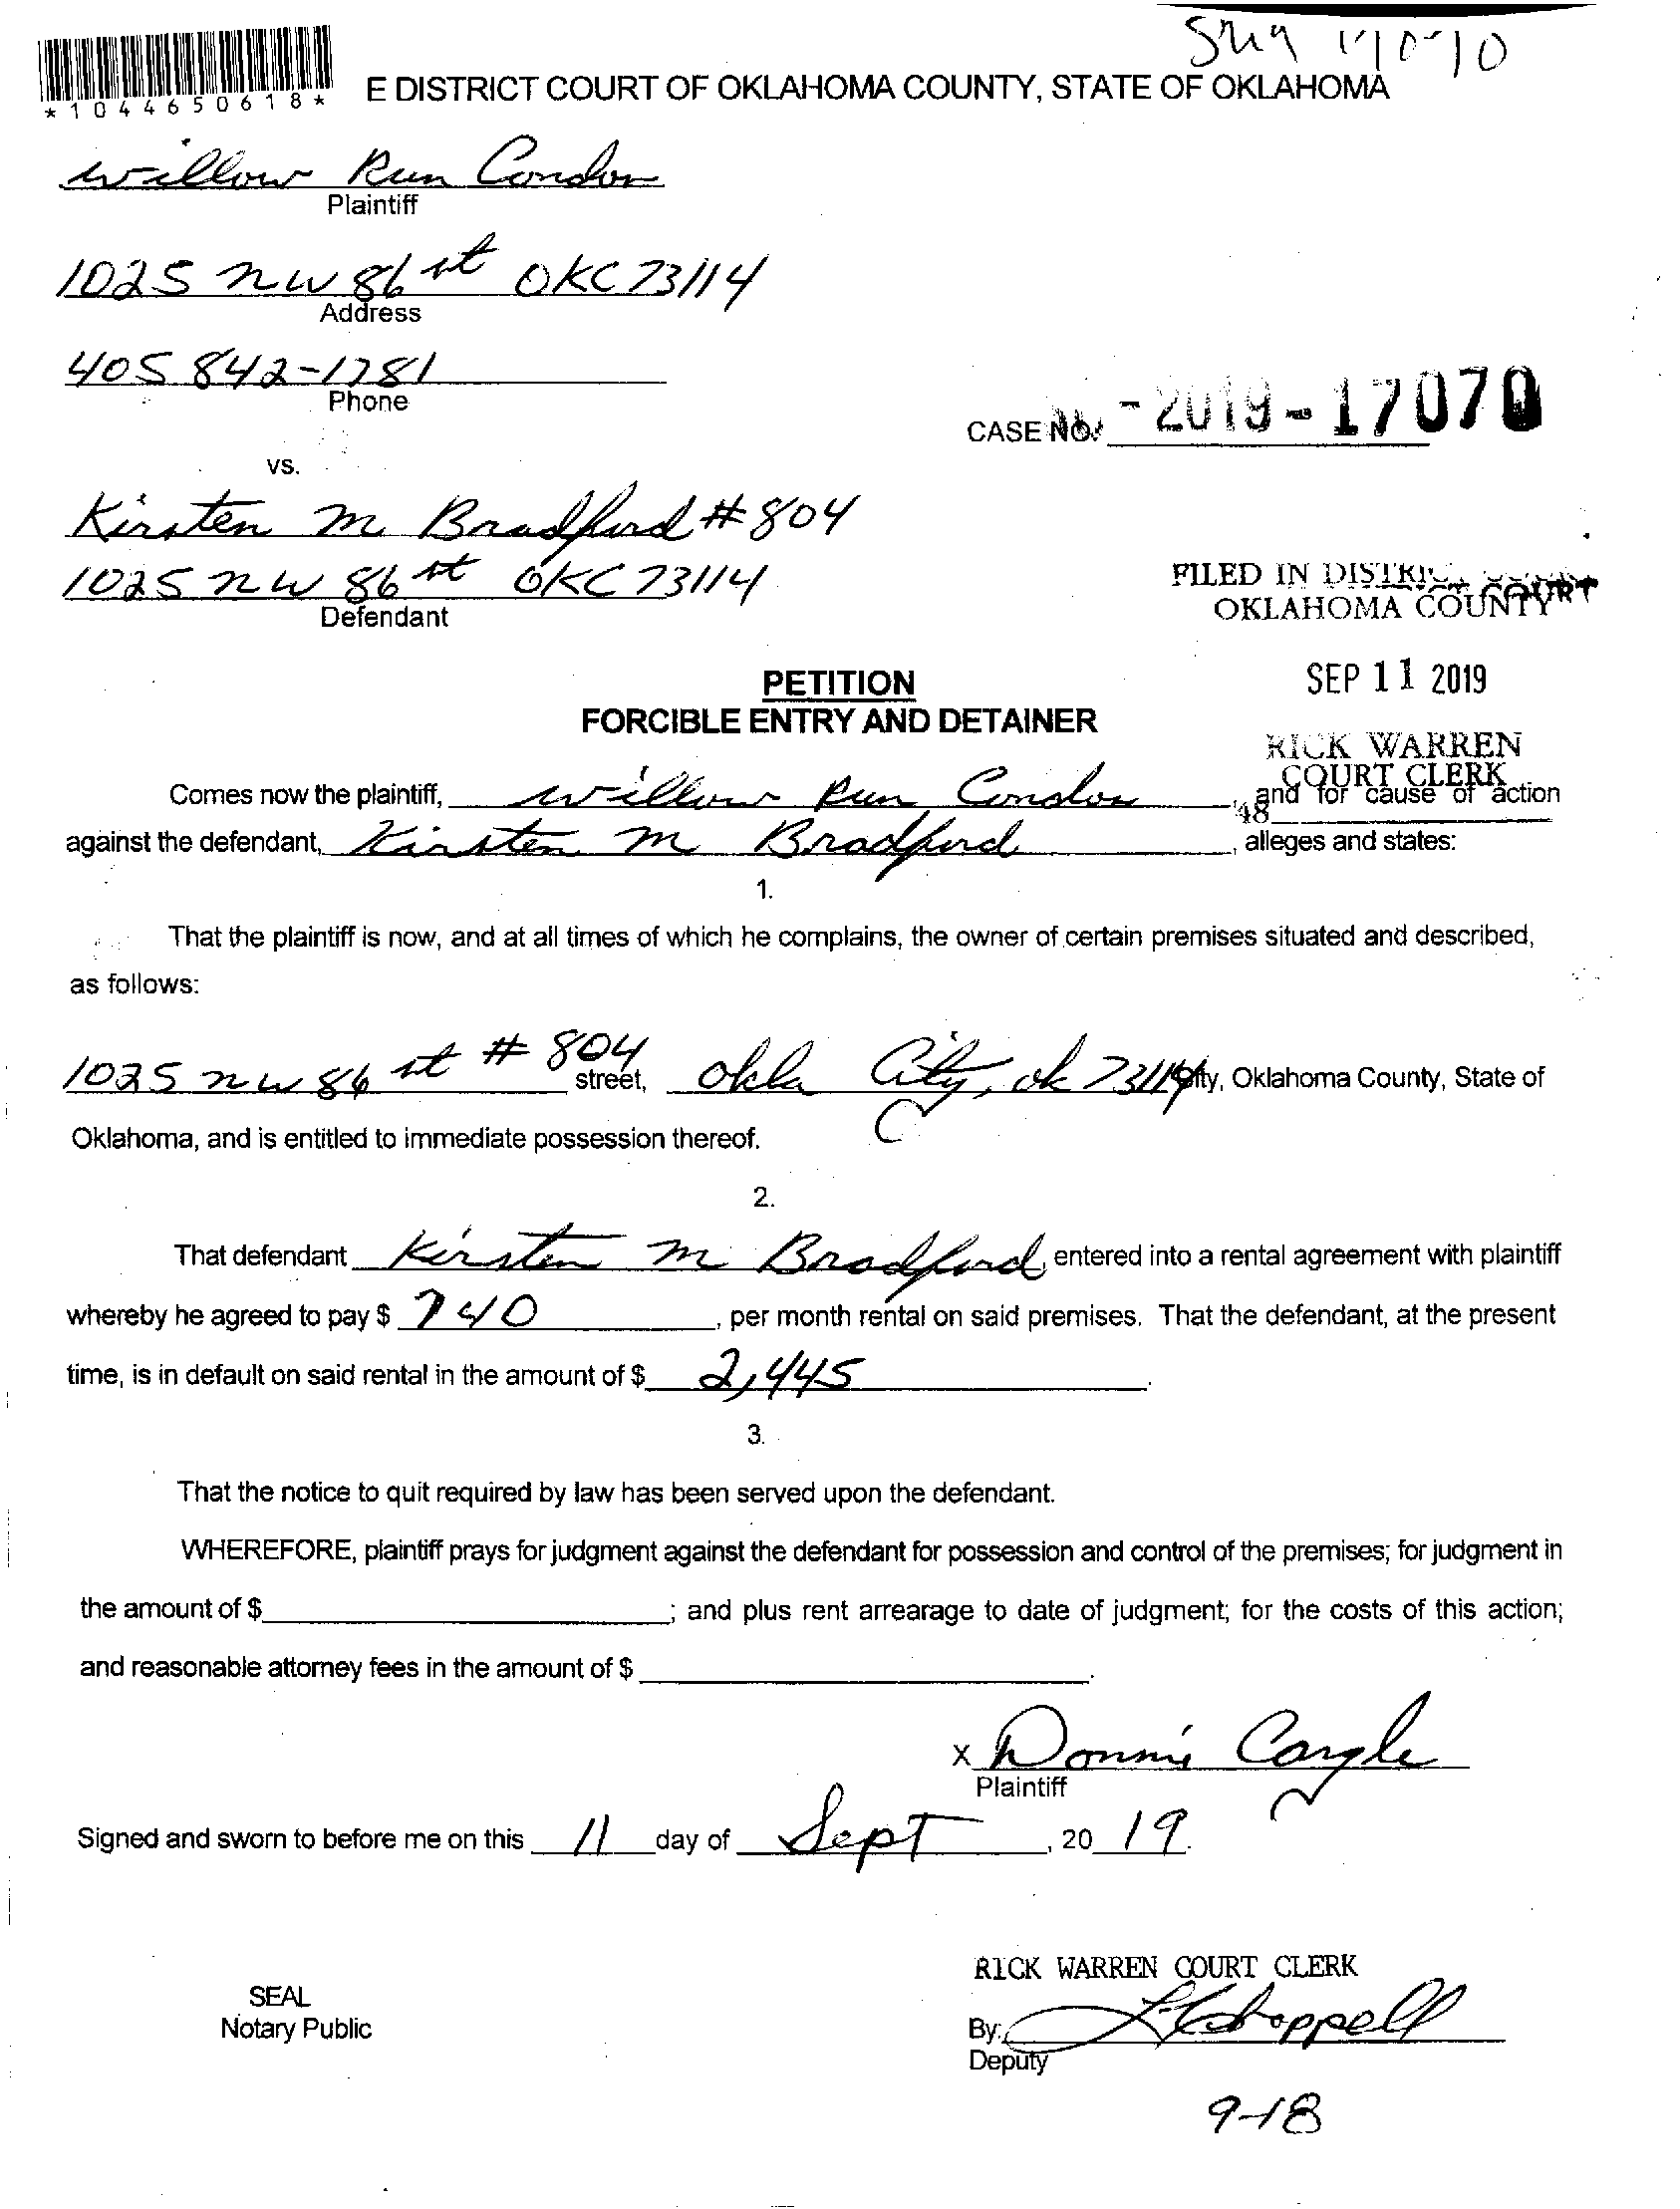 *1044650618*
E DISTRICT COURT OF OKLAHOMA COUNTY, STATE OF OKLAHOMA
Willow Run Condos
Plaintiff
1025 NW 86 st OKC 73114
Address
405 842-1781
Phone
CASE NO. -2019-17070
vs.
Kirsten M Bradford #804
1025 NW 86 st OKC 73114
Defendant
FILED IN DISTRICT COURT
OKLAHOMA COUNTY
PETITION
SEP 11 2019
FORCIBLE ENTRY AND DETAINER
RICK WARREN
COURT CLERK
48
Comes now the plaintiff, Willow Run Condos, and for cause of action
against the defendant, Kirsten M Bradford, alleges and states:
1.
That the plaintiff is now, and at all times of which he complains, the owner of certain premises situated and described,
as follows:
1025 NW 86 st # 804 street, Okla City, Ok 73114 City, Oklahoma County, State of
Oklahoma, and is entitled to immediate possession thereof.
2.
That defendant Kirsten M Bradford, entered into a rental agreement with plaintiff
whereby he agreed to pay $ 740, per month rental on said premises. That the defendant, at the present
time, is in default on said rental in the amount of $ 2,445.
3.
That the notice to quit required by law has been served upon the defendant.
WHEREFORE, plaintiff prays for judgment against the defendant for possession and control of the premises; for judgment in
the amount of $; and plus rent arrearage to date of judgment; for the costs of this action;
and reasonable attorney fees in the amount of $.
X Donnie Cargle
Plaintiff
Signed and sworn to before me on this 11 day of Sept, 20 19.
RICK WARREN COURT CLERK
SEAL
Notary Public
By: Chappell
Deputy
9-18